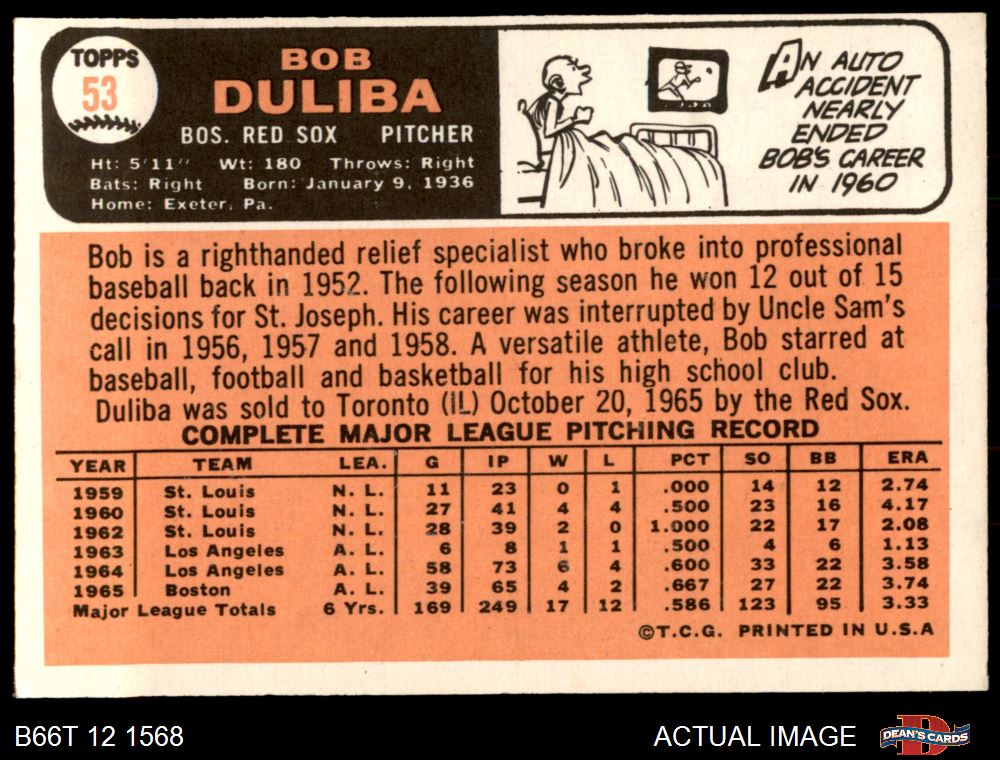 TOPPS
53
BOB
DULIBA
BOS. RED SOX PITCHER
Ht: 5'11" Wt: 180 Throws: Right
Bats: Right Born: January 9, 1936
Home: Exeter, Pa.
AN AUTO
ACCIDENT
NEARLY
ENDED
BOB'S CAREER
IN 1960
Bob is a righthanded relief specialist who broke into professional
baseball back in 1952. The following season he won 12 out of 15
decisions for St. Joseph. His career was interrupted by Uncle Sam's
call in 1956, 1957 and 1958. A versatile athlete, Bob starred at
baseball, football and basketball for his high school club.
Duliba was sold to Toronto (IL) October 20, 1965 by the Red Sox.
COMPLETE MAJOR LEAGUE PITCHING RECORD
YEAR TEAM LEA. G IP W L PCT SO BB ERA
1959 St. Louis N. L. 11 23 0 1 .000 14 12 2.74
1960 St. Louis N. L. 27 41 4 4 .500 23 16 4.17
1962 St. Louis N. L. 28 39 2 0 1.000 22 17 2.08
1963 Los Angeles A. L. 6 8 1 1 .500 4 6 1.13
1964 Los Angeles A. L. 58 73 6 4 .600 33 22 3.58
1965 Boston A. L. 39 65 4 2 .667 27 22 3.74
Major League Totals 6 Yrs. 169 249 17 12 .586 123 95 3.33
©T.C.G. PRINTED IN U.S.A
B66T 12 1568
ACTUAL IMAGE
DEAN'S CARDS